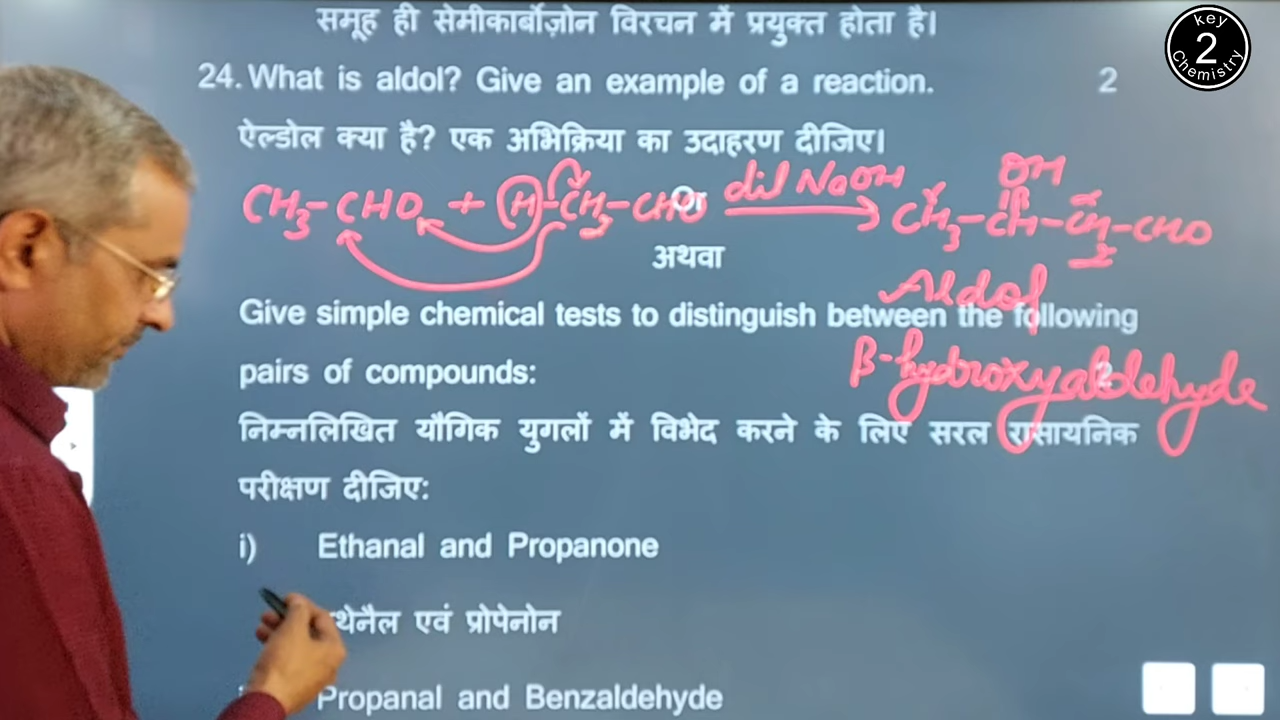 समूह ही सेमीकार्बाज़ोन विरचन में प्रयुक्त होता है।
key
2
Chemistry
24. What is aldol? Give an example of a reaction. 2
ऐल्डोल क्या है? एक अभिक्रिया का उदाहरण दीजिए।
OH
CH3-CHO + H-CH2-CHO dil NaOH CH3-CH-CH2-CHO
Or
अथवा
Aldol
Give simple chemical tests to distinguish between the following
pairs of compounds: 2
β-hydroxyaldehyde
निम्नलिखित यौगिक युगलों में विभेद करने के लिए सरल रासायनिक
परीक्षण दीजिए:
i) Ethanal and Propanone
थेनैल एवं प्रोपेनोन
Propanal and Benzaldehyde